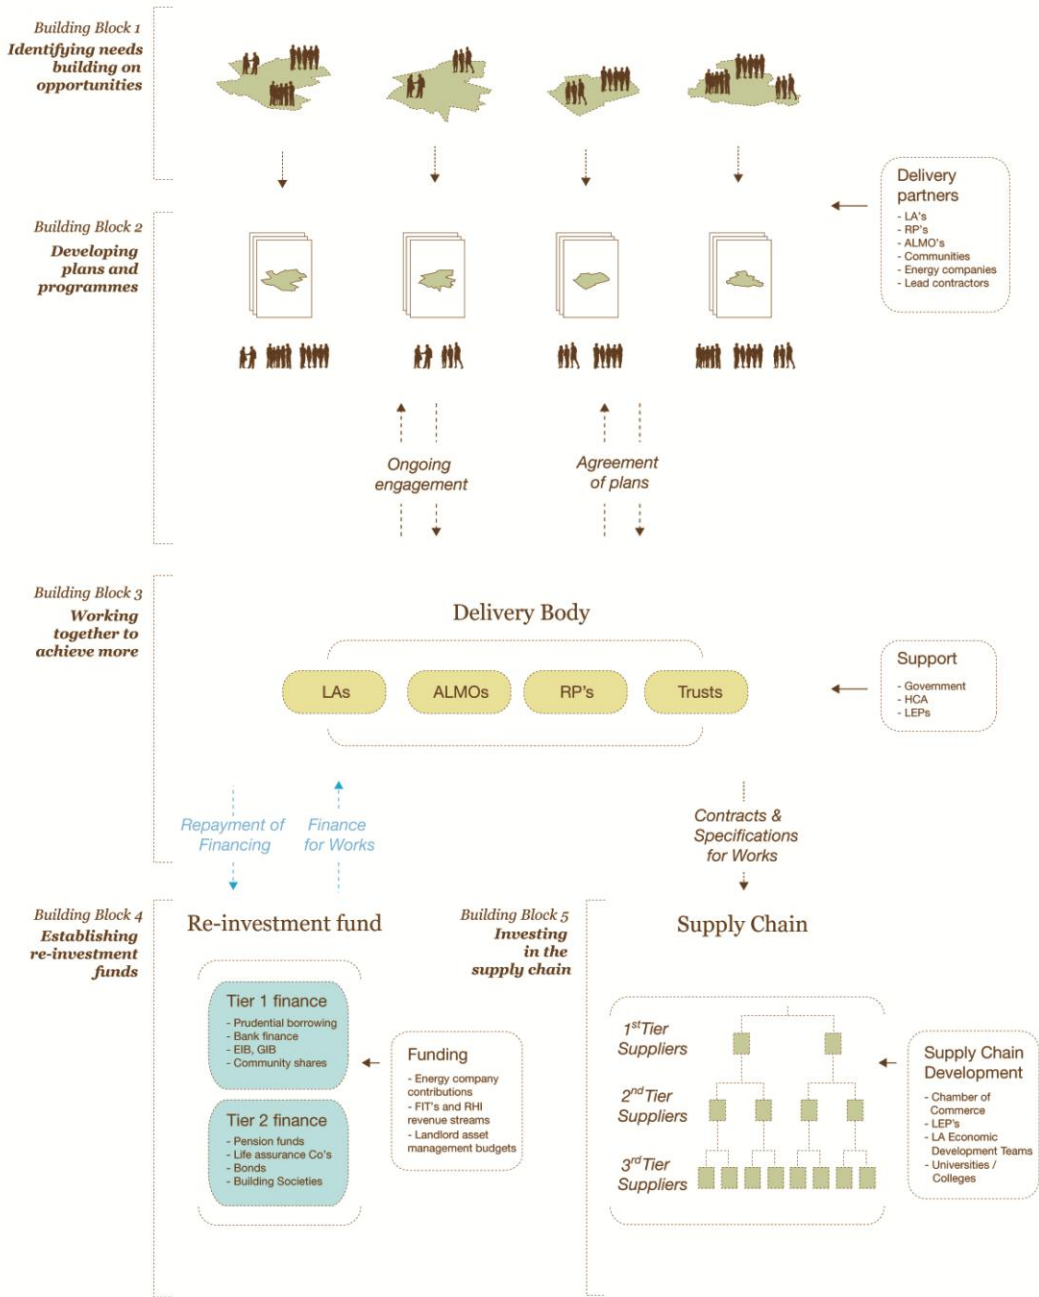 Building Block 1
Identifying needs
building on
opportunities
Delivery
partners
- LA's
- RP's
- ALMO's
- Communities
- Energy companies
- Lead contractors
Building Block 2
Developing
plans and
programmes
Ongoing
engagement
Agreement
of plans
Building Block 3
Working
together to
achieve more
Delivery Body
LAs
ALMOs
RP's
Trusts
Support
- Government
- HCA
- LEPs
Repayment of
Financing
Finance
for Works
Contracts &
Specifications
for Works
Building Block 4
Establishing
re-investment
funds
Re-investment fund
Tier 1 finance
- Prudential borrowing
- Bank finance
- EIB, GIB
- Community shares
Tier 2 finance
- Pension funds
- Life assurance Co's
- Bonds
- Building Societies
Funding
- Energy company
contributions
- FIT's and RHI
revenue streams
- Landlord asset
management budgets
Building Block 5
Investing
in the
supply chain
Supply Chain
1st Tier
Suppliers
2nd Tier
Suppliers
3rd Tier
Suppliers
Supply Chain
Development
- Chamber of
Commerce
- LEP's
- LA Economic
Development Teams
- Universities /
Colleges